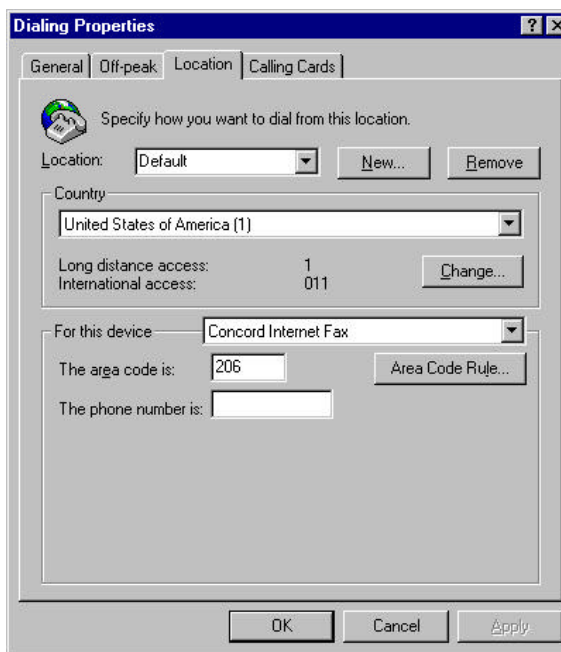 Dialing Properties
General Off-peak Location Calling Cards
Specify how you want to dial from this location.
Location: Default New... Remove
Country
United States of America (1)
Long distance access: 1
International access: 011
Change...
For this device Concord Internet Fax
The area code is: 206 Area Code Rule...
The phone number is:
OK Cancel Apply